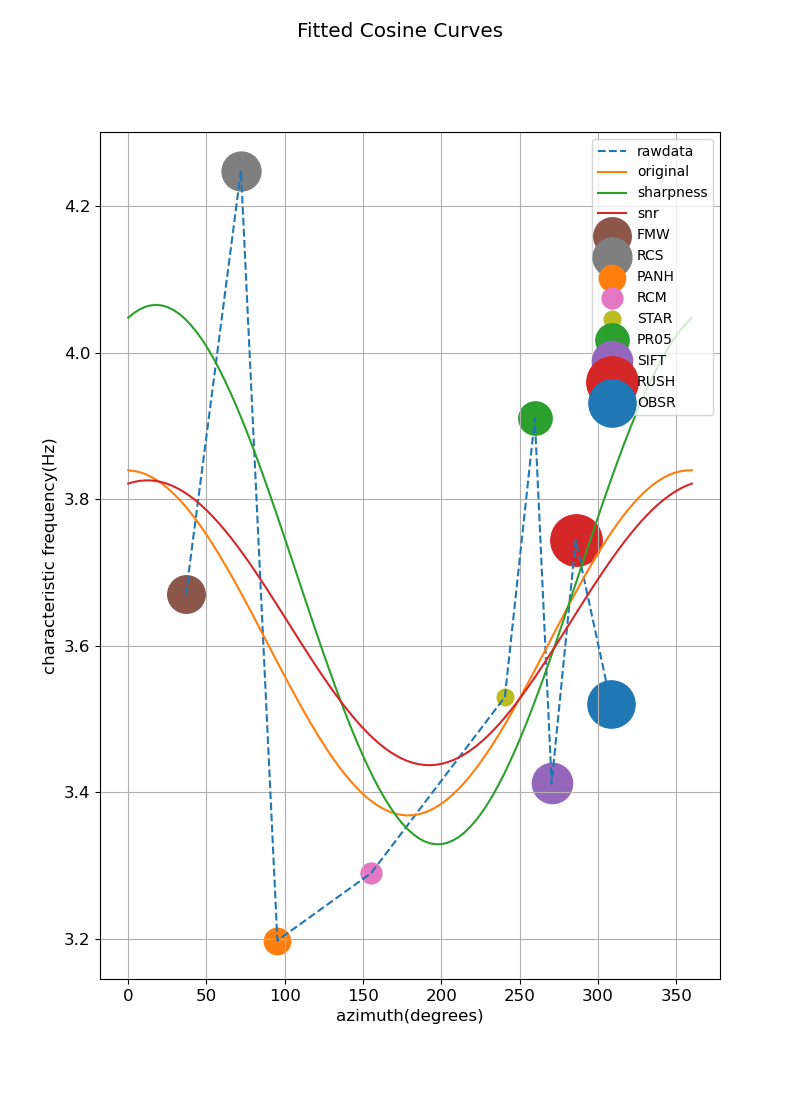 Fitted Cosine Curves
characteristic frequency(Hz)
4.2
4.0
3.8
3.6
3.4
3.2
0 50 100 150 200 250 300 350
azimuth(degrees)
rawdata
original
sharpness
snr
FMW
RCS
PANH
RCM
STAR
PR05
SIFT
RUSH
OBSR